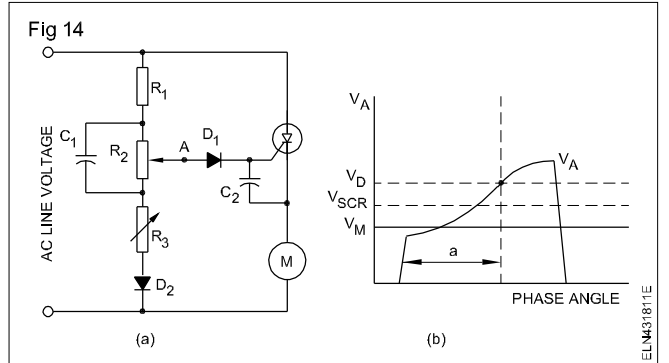 Fig 14
AC LINE VOLTAGE
R1
C1
R2
A
D1
C2
R3
D2
M
(a)
VA
VD
VSCR
VM
VA
a
PHASE ANGLE
(b)
ELN431811E